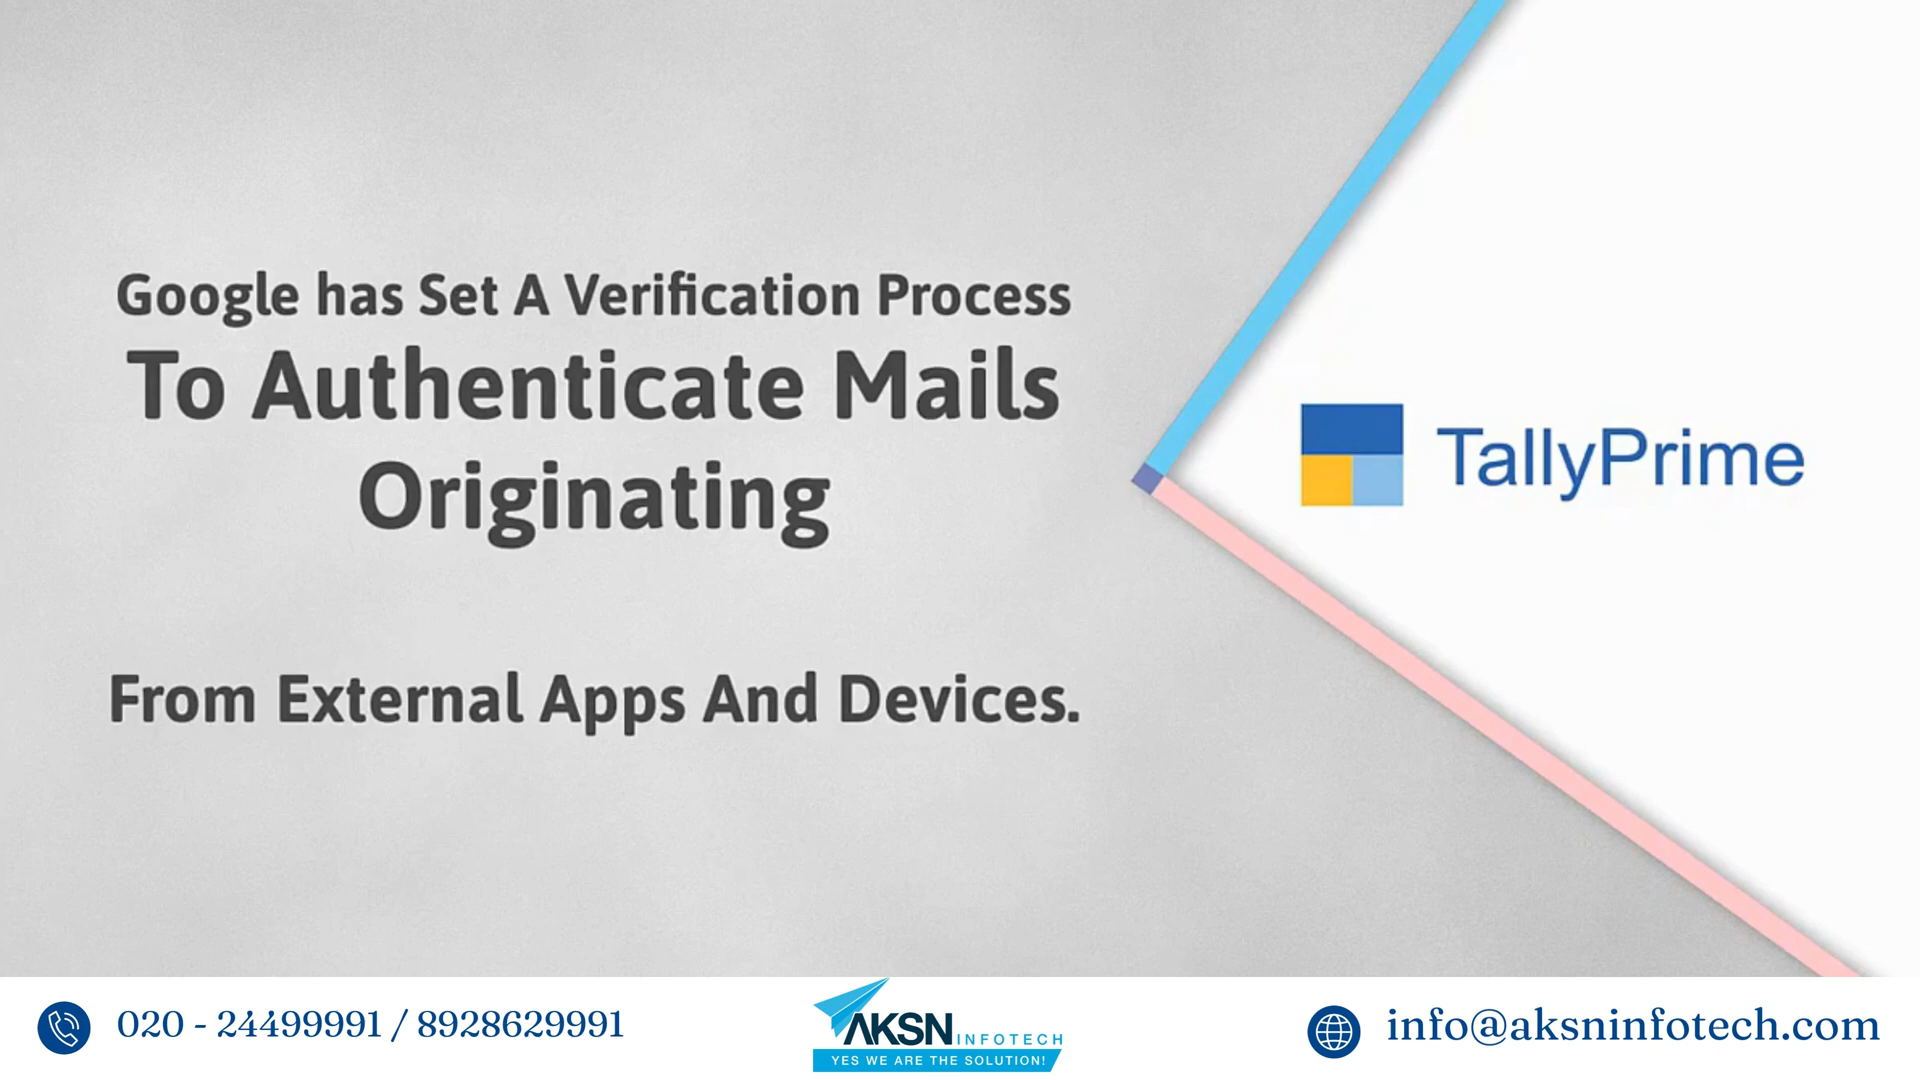 Google has Set A Verification Process
To Authenticate Mails
Originating
From External Apps And Devices.
TallyPrime
020 - 24499991 / 8928629991
AKSN INFOTECH
YES WE ARE THE SOLUTION!
info@aksninfotech.com